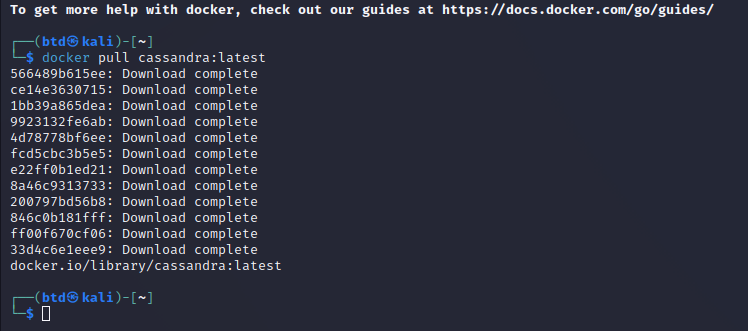 To get more help with docker, check out our guides at https://docs.docker.com/go/guides/
┌──(btd㉿kali)-[~]
└─$ docker pull cassandra:latest
566489b615ee: Download complete
ce14e3630715: Download complete
1bb39a865dea: Download complete
9923132fe6ab: Download complete
4d78778bf6ee: Download complete
fcd5cbc3b5e5: Download complete
e22ff0b1ed21: Download complete
8a46c9313733: Download complete
200797bd56b8: Download complete
846c0b181fff: Download complete
ff00f670cf06: Download complete
33d4c6e1eee9: Download complete
docker.io/library/cassandra:latest
┌──(btd㉿kali)-[~]
└─$